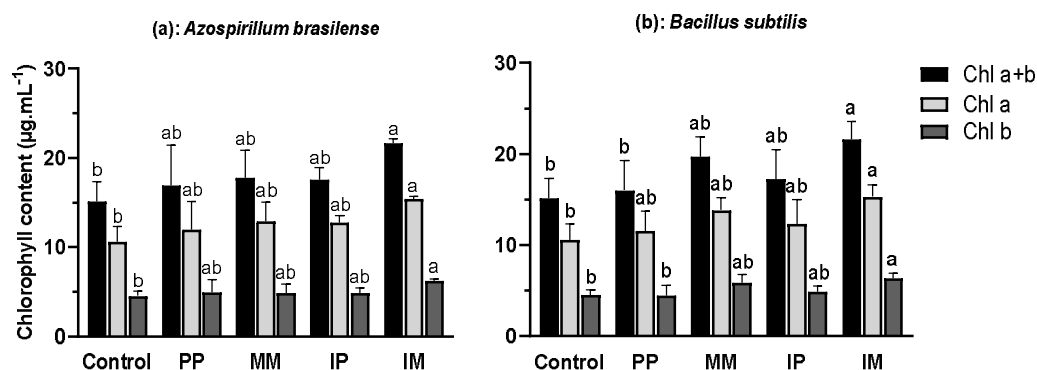 (a): Azospirillum brasilense
Chlorophyll content (µg.mL⁻¹)
30
20
10
0
b b b
ab ab ab
ab ab ab
ab ab ab
a a a
Control PP MM IP IM
(b): Bacillus subtilis
30
20
10
0
b b b
b ab b
ab ab ab
ab ab ab
a a a
Control PP MM IP IM
Chl a+b
Chl a
Chl b